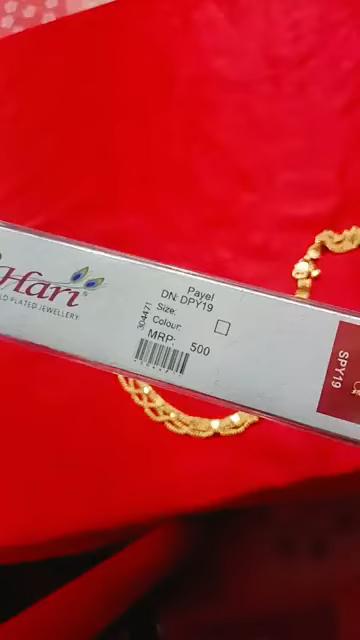 Hari
LD PLATED JEWELLERY
Payel
DN: DPY19
Size:
Colour:
MRP: 500
304471
SPY19